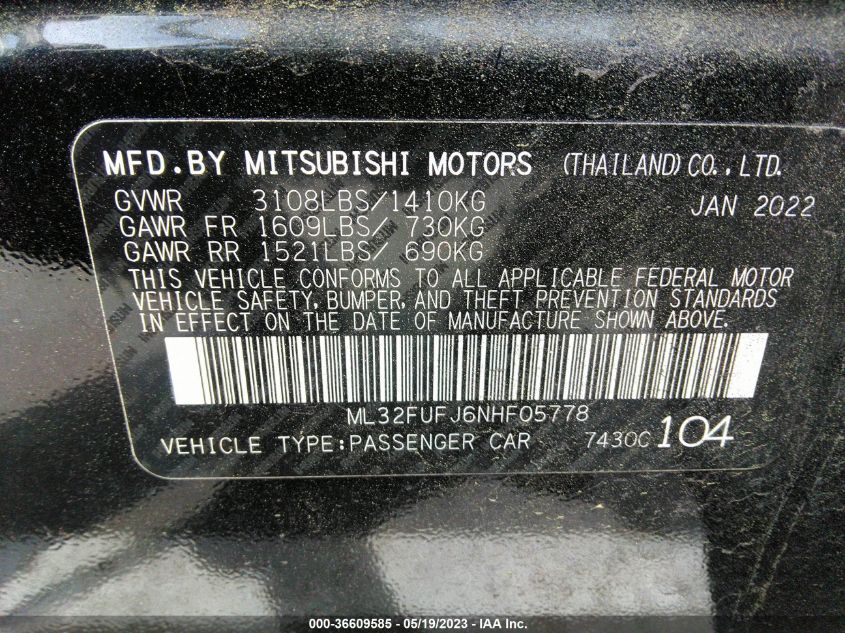 MFD.BY MITSUBISHI MOTORS (THAILAND)CO.,LTD.
GVWR 3108LBS/1410KG JAN 2022
GAWR FR 1609LBS/ 730KG
GAWR RR 1521LBS/ 690KG
THIS VEHICLE CONFORMS TO ALL APPLICABLE FEDERAL MOTOR
VEHICLE SAFETY, BUMPER, AND THEFT PREVENTION STANDARDS
IN EFFECT ON THE DATE OF MANUFACTURE SHOWN ABOVE.
ML32FUFJ6NHF05778
VEHICLE TYPE:PASSENGER CAR 7430C 104
000-36609585 - 05/19/2023 - IAA Inc.